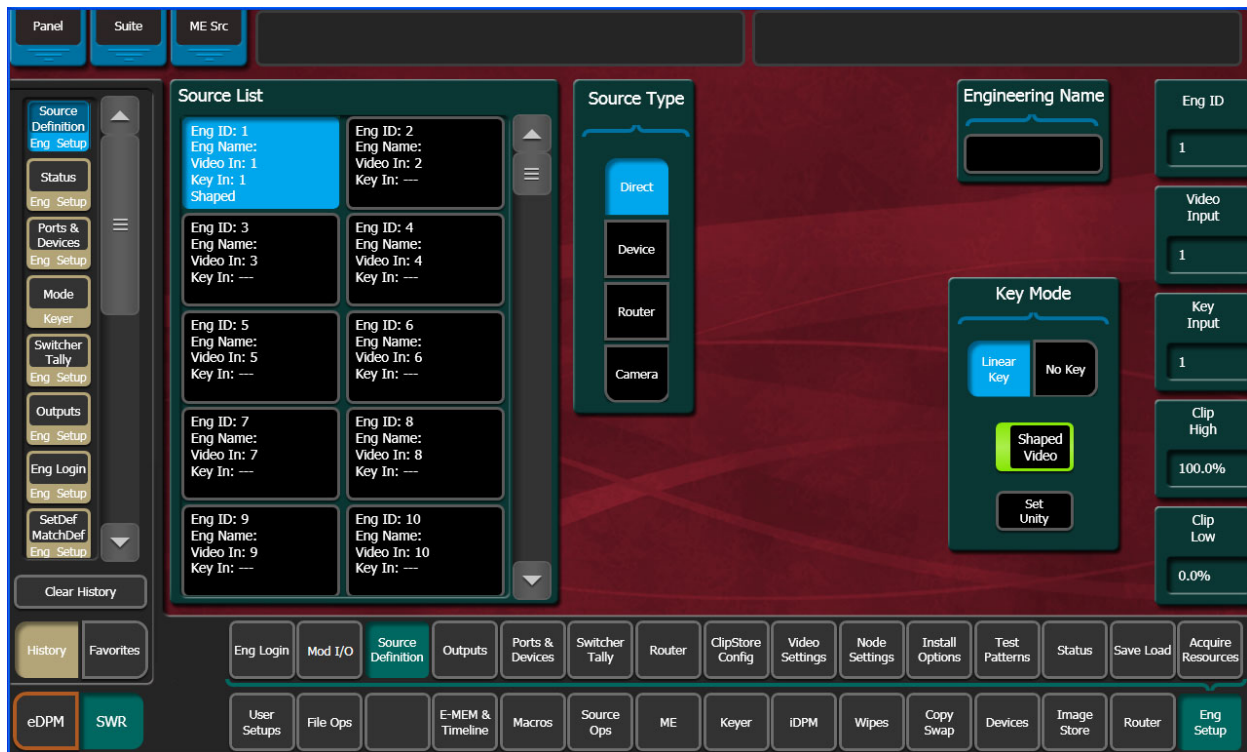 Panel
Suite
ME Src
Source
Definition
Eng Setup
Status
Eng Setup
Ports &
Devices
Eng Setup
Mode
Keyer
Switcher
Tally
Eng Setup
Outputs
Eng Setup
Eng Login
Eng Setup
SetDef
MatchDef
Eng Setup
Clear History
History
Favorites
eDPM
SWR
Source List
Eng ID: 1
Eng Name:
Video In: 1
Key In: 1
Shaped
Eng ID: 2
Eng Name:
Video In: 2
Key In: ---
Eng ID: 3
Eng Name:
Video In: 3
Key In: ---
Eng ID: 4
Eng Name:
Video In: 4
Key In: ---
Eng ID: 5
Eng Name:
Video In: 5
Key In: ---
Eng ID: 6
Eng Name:
Video In: 6
Key In: ---
Eng ID: 7
Eng Name:
Video In: 7
Key In: ---
Eng ID: 8
Eng Name:
Video In: 8
Key In: ---
Eng ID: 9
Eng Name:
Video In: 9
Key In: ---
Eng ID: 10
Eng Name:
Video In: 10
Key In: ---
Source Type
Direct
Device
Router
Camera
Engineering Name
Key Mode
Linear
Key
No Key
Shaped
Video
Set
Unity
Eng ID
1
Video
Input
1
Key
Input
1
Clip
High
100.0%
Clip
Low
0.0%
Eng Login
Mod I/O
Source
Definition
Outputs
Ports &
Devices
Switcher
Tally
Router
ClipStore
Config
Video
Settings
Node
Settings
Install
Options
Test
Patterns
Status
Save Load
Acquire
Resources
User
Setups
File Ops
E-MEM &
Timeline
Macros
Source
Ops
ME
Keyer
iDPM
Wipes
Copy
Swap
Devices
Image
Store
Router
Eng
Setup